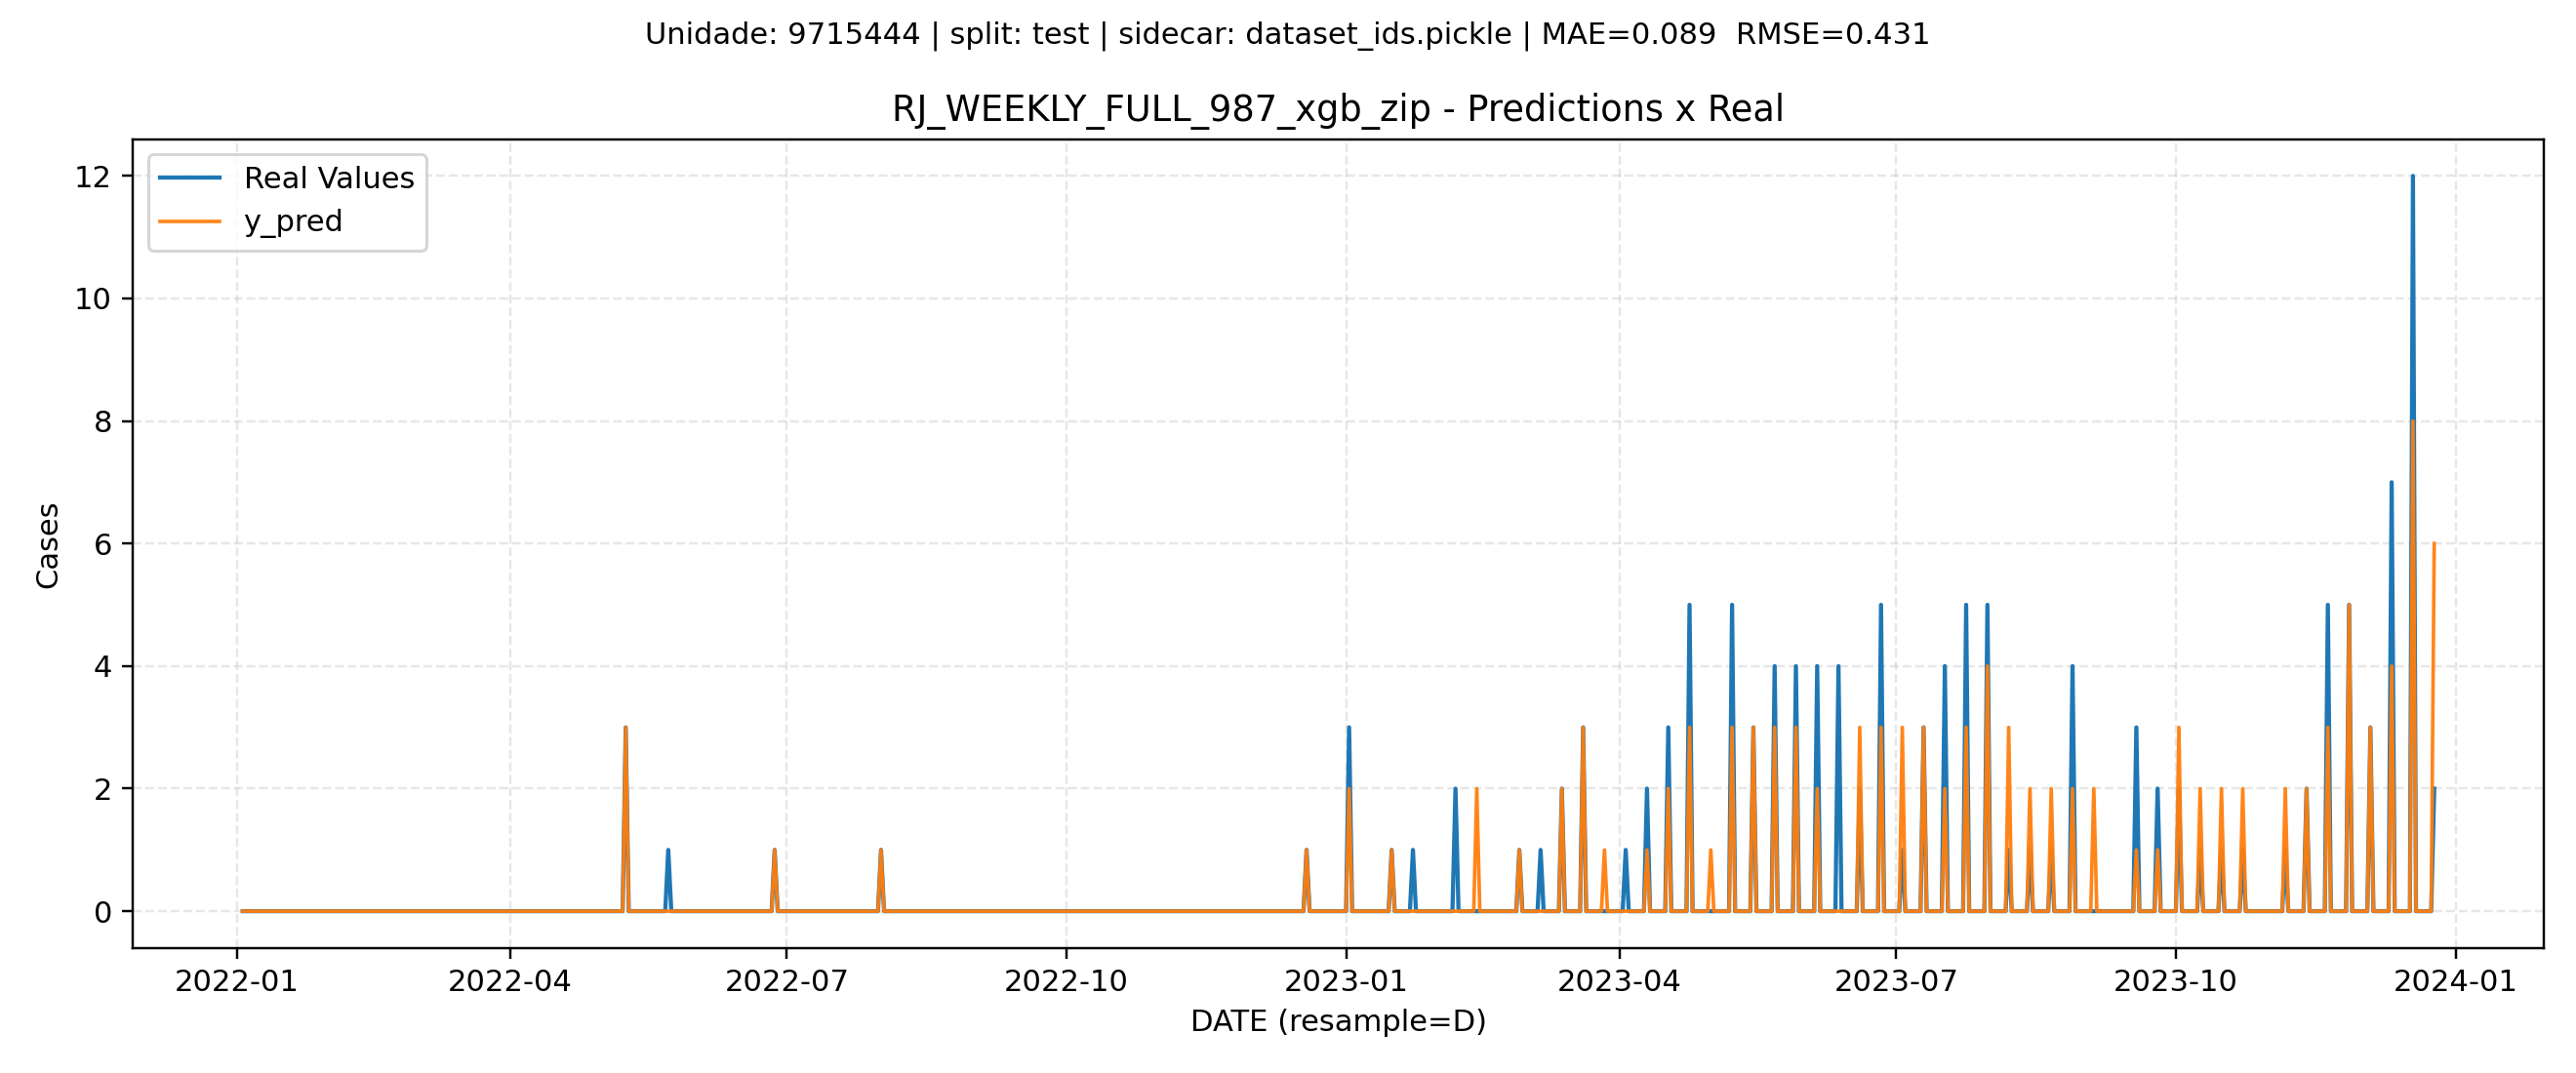 Unidade: 9715444 | split: test | sidecar: dataset_ids.pickle | MAE=0.089  RMSE=0.431
RJ_WEEKLY_FULL_987_xgb_zip - Predictions x Real
Real Values
y_pred
12
10
8
6
4
2
0
Cases
2022-01
2022-04
2022-07
2022-10
2023-01
2023-04
2023-07
2023-10
2024-01
DATE (resample=D)